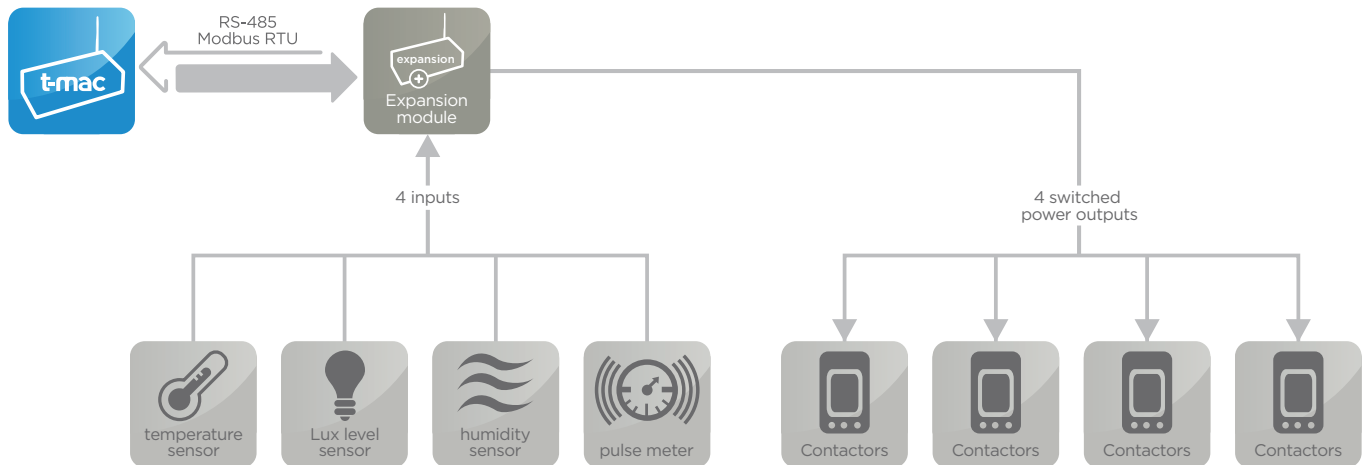 t-mac
RS-485
Modbus RTU
expansion
Expansion
module
4 inputs
4 switched
power outputs
temperature
sensor
Lux level
sensor
humidity
sensor
pulse meter
Contactors
Contactors
Contactors
Contactors